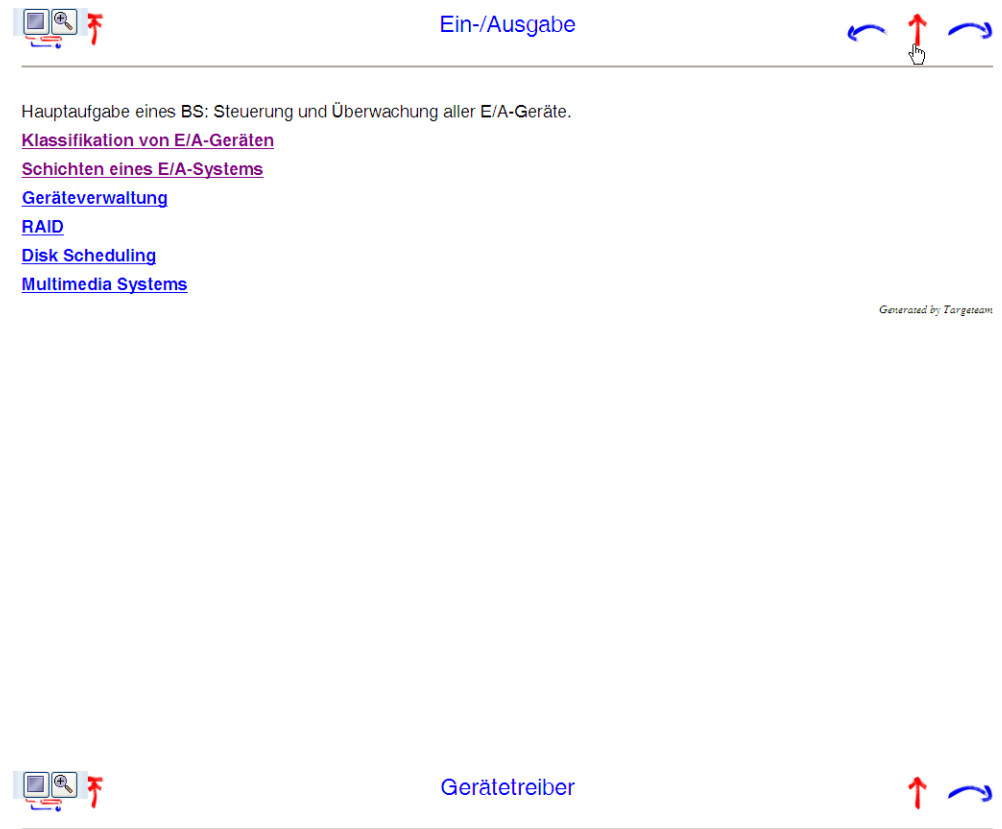 Ein-/Ausgabe
Hauptaufgabe eines BS: Steuerung und Überwachung aller E/A-Geräte.
Klassifikation von E/A-Geräten
Schichten eines E/A-Systems
Geräteverwaltung
RAID
Disk Scheduling
Multimedia Systems
Generated by Targeteam
Gerätetreiber